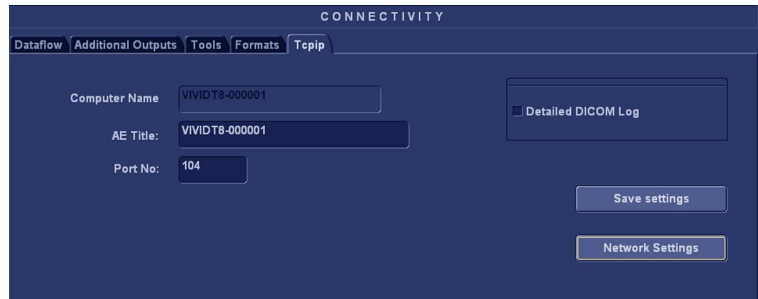 CONNECTIVITY
Dataflow Additional Outputs Tools Formats Tcpip
Computer Name VIVIDT8-000001
Detailed DICOM Log
AE Title: VIVIDT8-000001
Port No: 104
Save settings
Network Settings